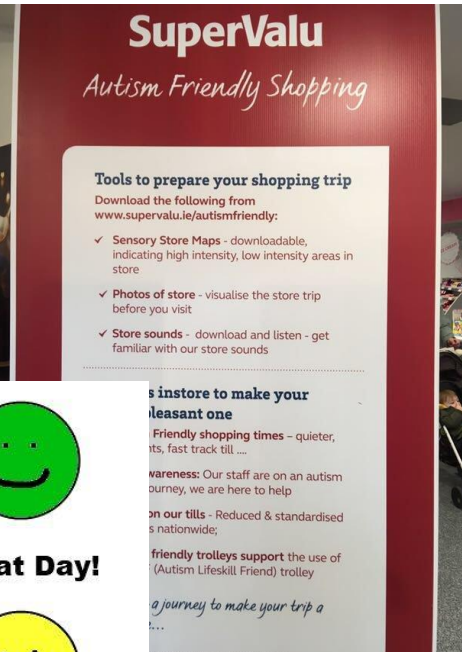 SuperValu
Autism Friendly Shopping
Tools to prepare your shopping trip
Download the following from
www.supervalu.ie/autismfriendly:
✓ Sensory Store Maps - downloadable,
indicating high intensity, low intensity areas in
store
✓ Photos of store - visualise the store trip
before you visit
✓ Store sounds - download and listen - get
familiar with our store sounds
instore to make your
Friendly shopping times – quieter,
fast track till ....
Our staff are on an autism
we are here to help
on our tills - Reduced & standardised
nationwide;
friendly trolleys support the use of
(Autism Lifeskill Friend) trolley
a journey to make your trip a
Day!